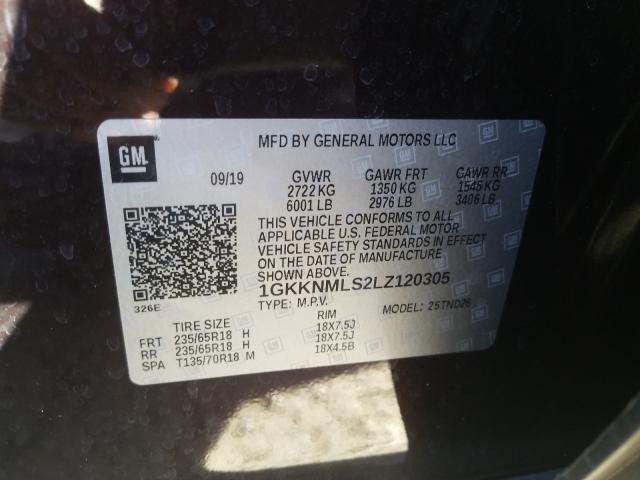 GM
MFD BY GENERAL MOTORS LLC
09/19 GVWR GAWR FRT GAWR RR
2722 KG 1350 KG 1545 KG
6001 LB 2976 LB 3406 LB
THIS VEHICLE CONFORMS TO ALL
APPLICABLE U.S. FEDERAL MOTOR
VEHICLE SAFETY STANDARDS IN EFFECT
ON THE DATE OF MANUFACTURE
SHOWN ABOVE.
326E
1GKKNMLS2LZ120305
TYPE: M.P.V. MODEL: 25TND26
TIRE SIZE RIM
FRT 235/65R18 H 18X7.5J
RR 235/65R18 H 18X7.5J
SPA T135/70R18 M 18X4.5B